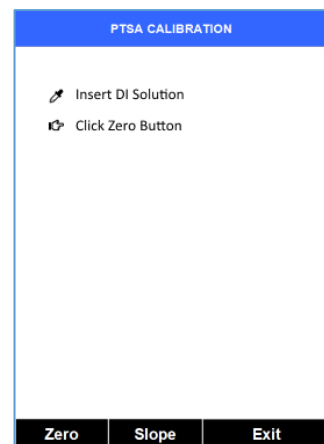 PTSA CALIBRATION
Insert DI Solution
Click Zero Button
Zero Slope Exit